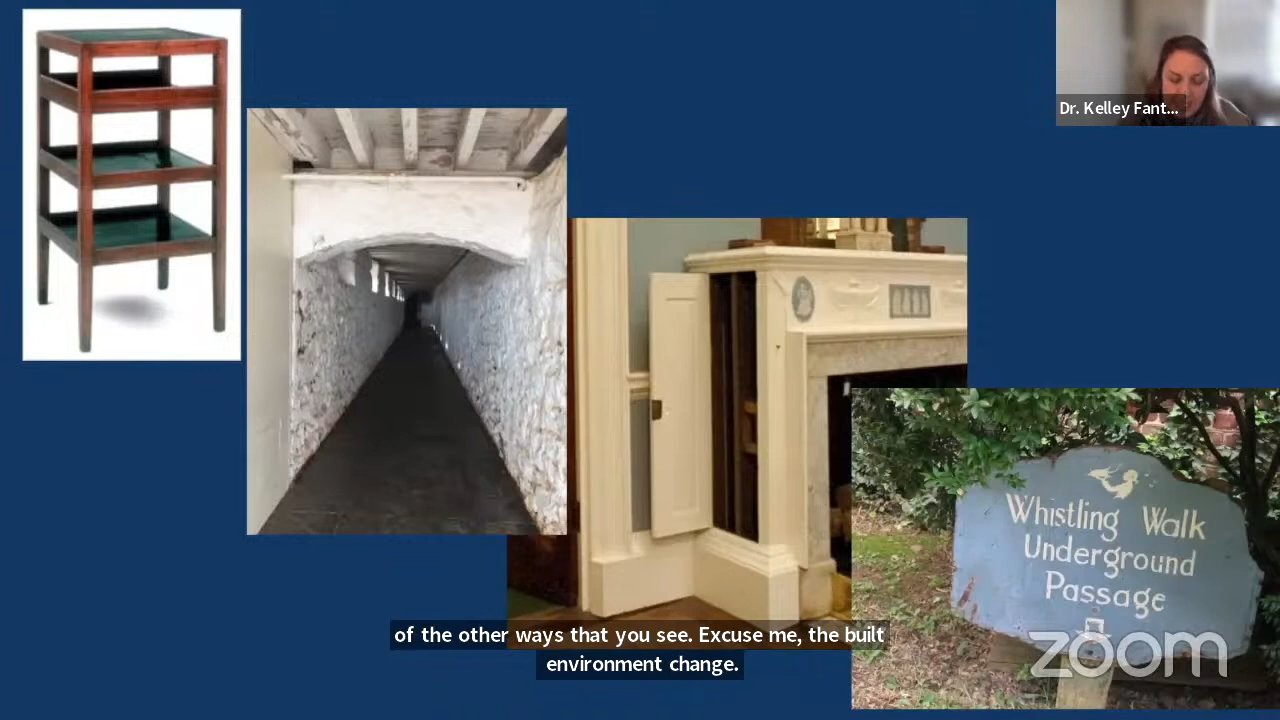 Dr. Kelley Fant...
Whistling Walk
Underground
Passage
of the other ways that you see. Excuse me, the built
environment change.
zoom